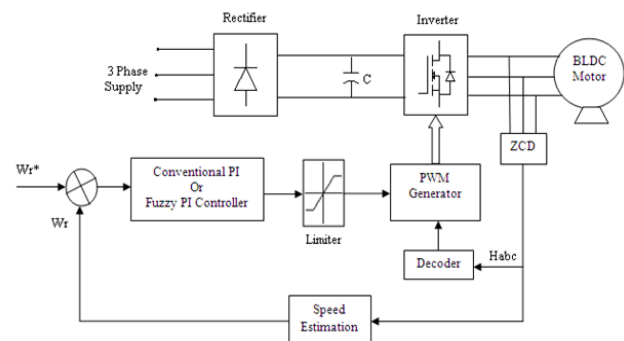 Rectifier
Inverter
3 Phase
Supply
C
BLDC
Motor
ZCD
Wr*
Wr
Conventional PI
Or
Fuzzy PI Controller
Limiter
PWM
Generator
Decoder
Habc
Speed
Estimation